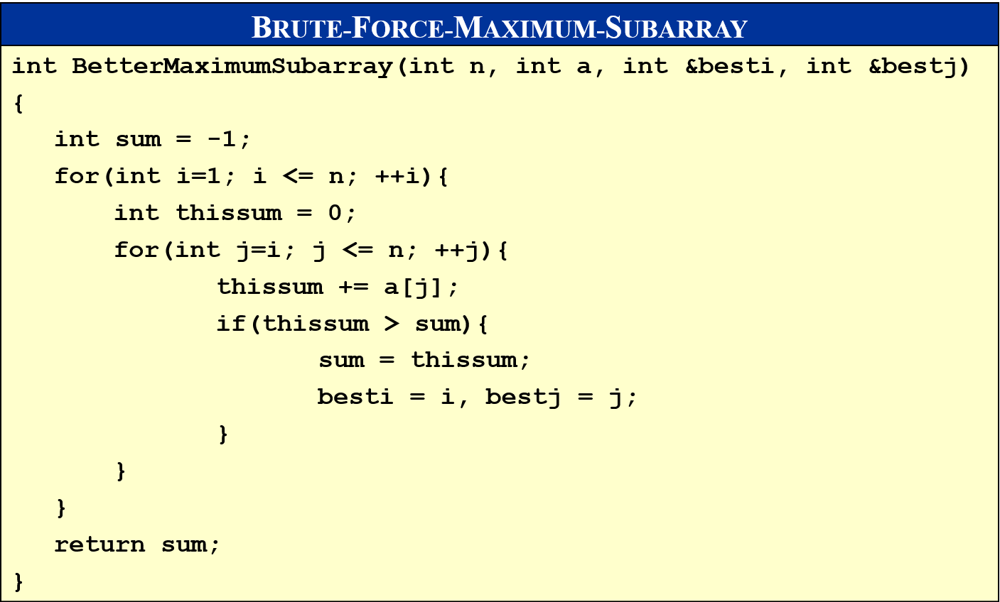 BRUTE-FORCE-MAXIMUM-SUBARRAY
int BetterMaximumSubarray(int n, int a, int &besti, int &bestj)
{
int sum = -1;
for(int i=1; i <= n; ++i){
int thissum = 0;
for(int j=i; j <= n; ++j){
thissum += a[j];
if(thissum > sum){
sum = thissum;
besti = i, bestj = j;
}
}
}
return sum;
}